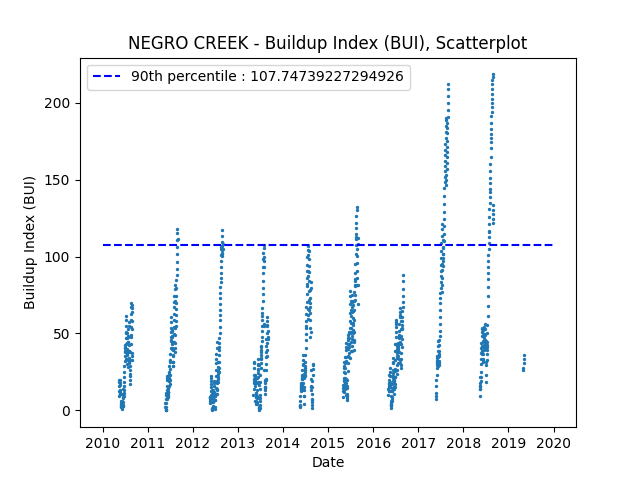 NEGRO CREEK - Buildup Index (BUI), Scatterplot
90th percentile : 107.74739227294926
Buildup Index (BUI)
200
150
100
50
0
2010 2011 2012 2013 2014 2015 2016 2017 2018 2019 2020
Date